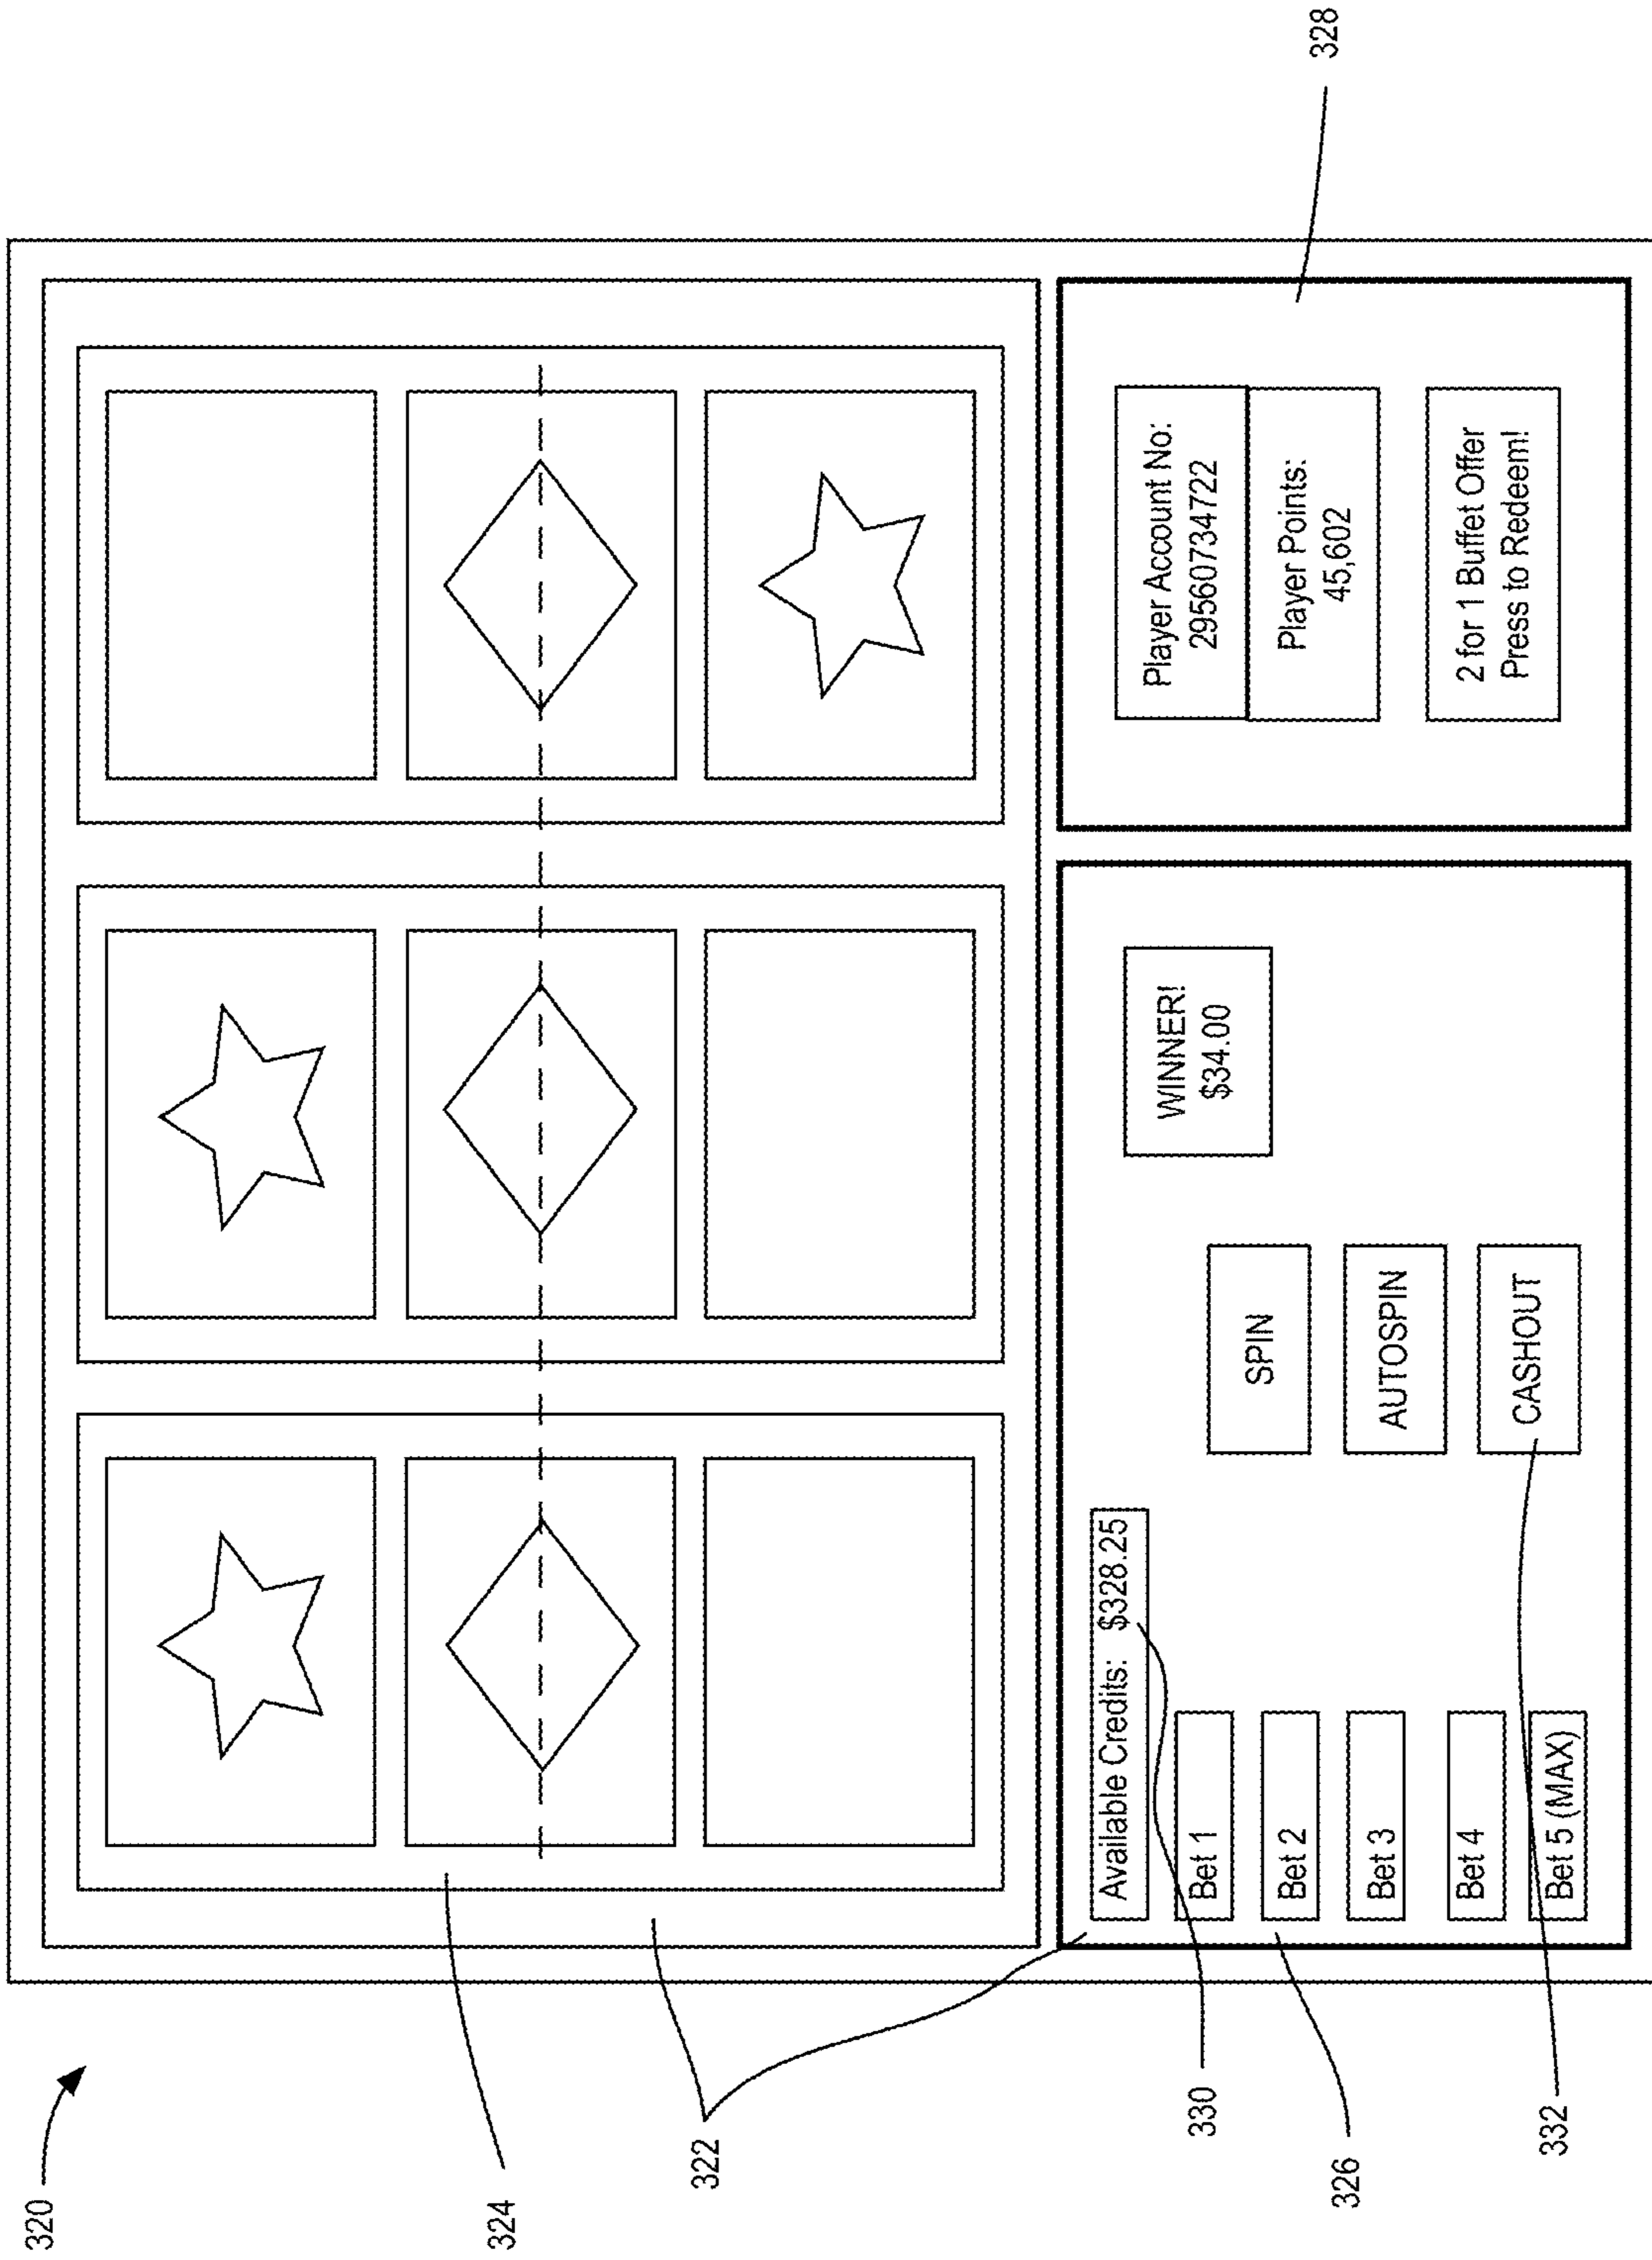 320
324
322
330
326
332
328
Available Credits: $328.25
Bet 1
Bet 2
Bet 3
Bet 4
Bet 5 (MAX)
SPIN
AUTOSPIN
CASHOUT
WINNER!
$34.00
Player Account No:
29560734722
Player Points:
45,602
2 for 1 Buffet Offer
Press to Redeem!